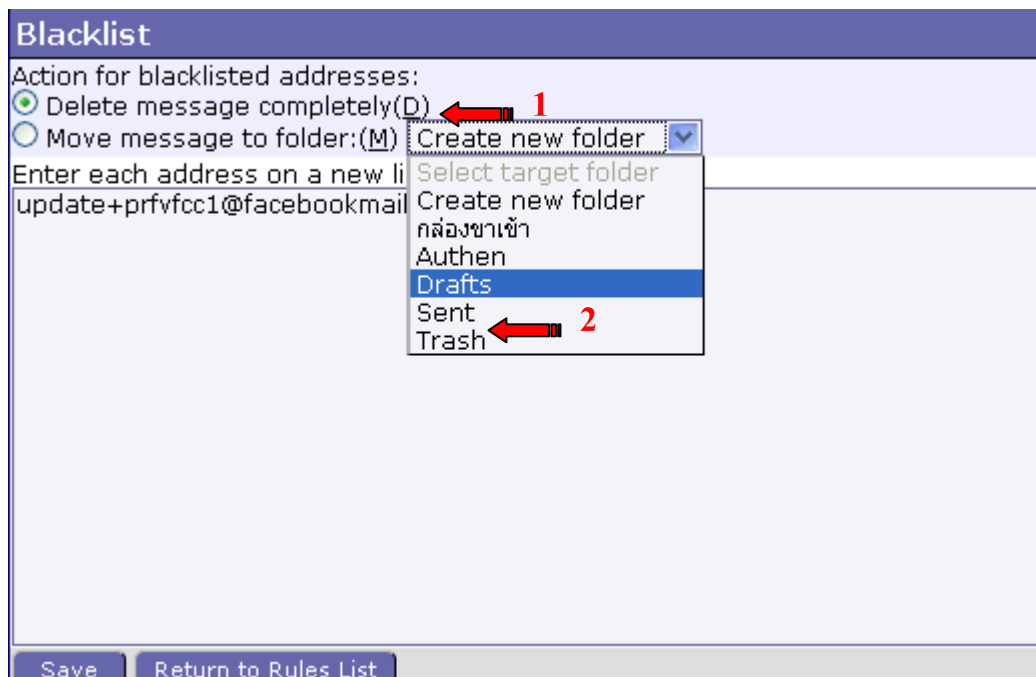 Blacklist
Action for blacklisted addresses:
Delete message completely(D) 1
Move message to folder:(M) Create new folder
Enter each address on a new li
Select target folder
update+prfvfcc1@facebookmail
Create new folder
กล่องขาเข้า
Authen
Drafts
Sent
2
Trash
Save Return to Rules List